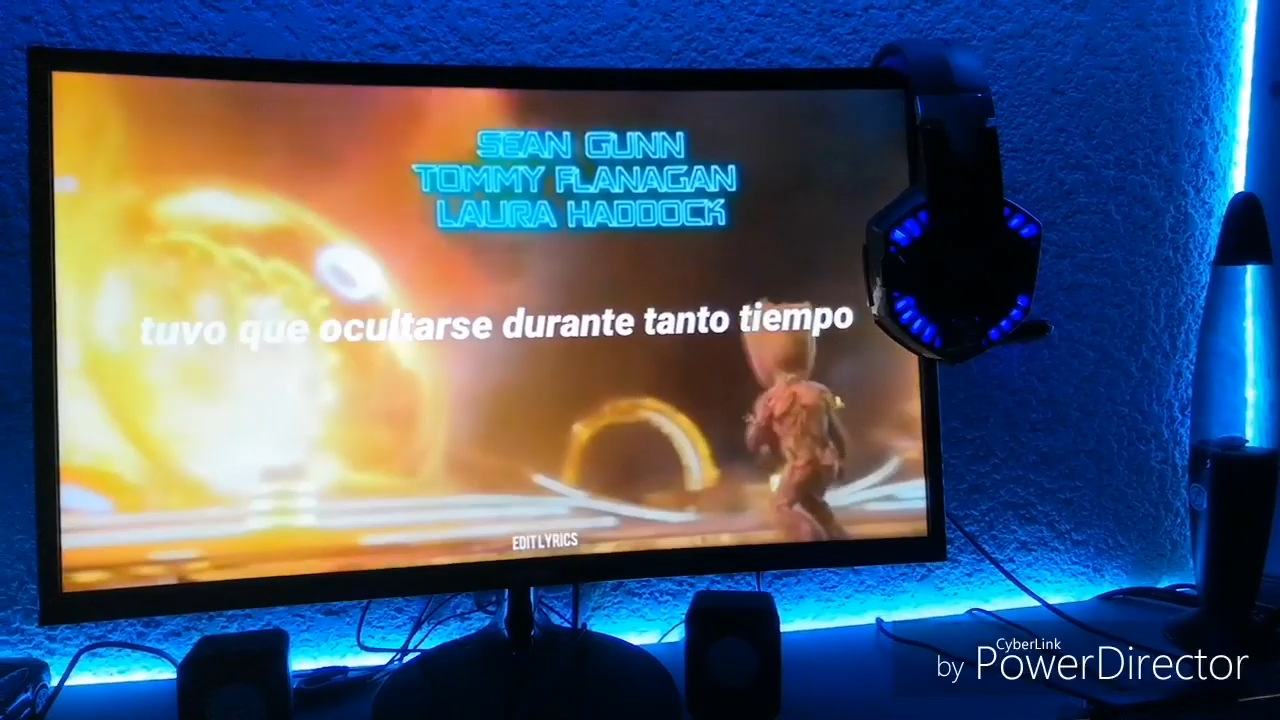 SEAN GUNN
TOMMY FLANAGAN
LAURA HADDOCK
tuvo que ocultarse durante tanto tiempo
EDITLYRICS
CyberLink
by PowerDirector